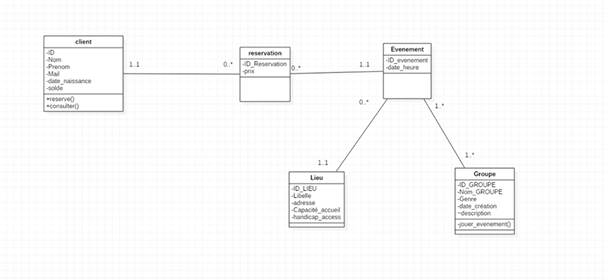 client
-ID
-Nom
-Prenom
-Mail
-date_naissance
-solde
+reserve()
+consulter()
1..1
0..*
reservation
-ID_Reservation
-prix
0..*
1..1
Evenement
-ID_evenement
-date_heure
0..*
1..*
1..1
1..*
Lieu
-ID_LIEU
-Libelle
-adresse
-Capacité_accueil
-handicap_access
Groupe
-ID_GROUPE
-Nom_GROUPE
-Genre
-date_création
~description
-jouer_evenement()